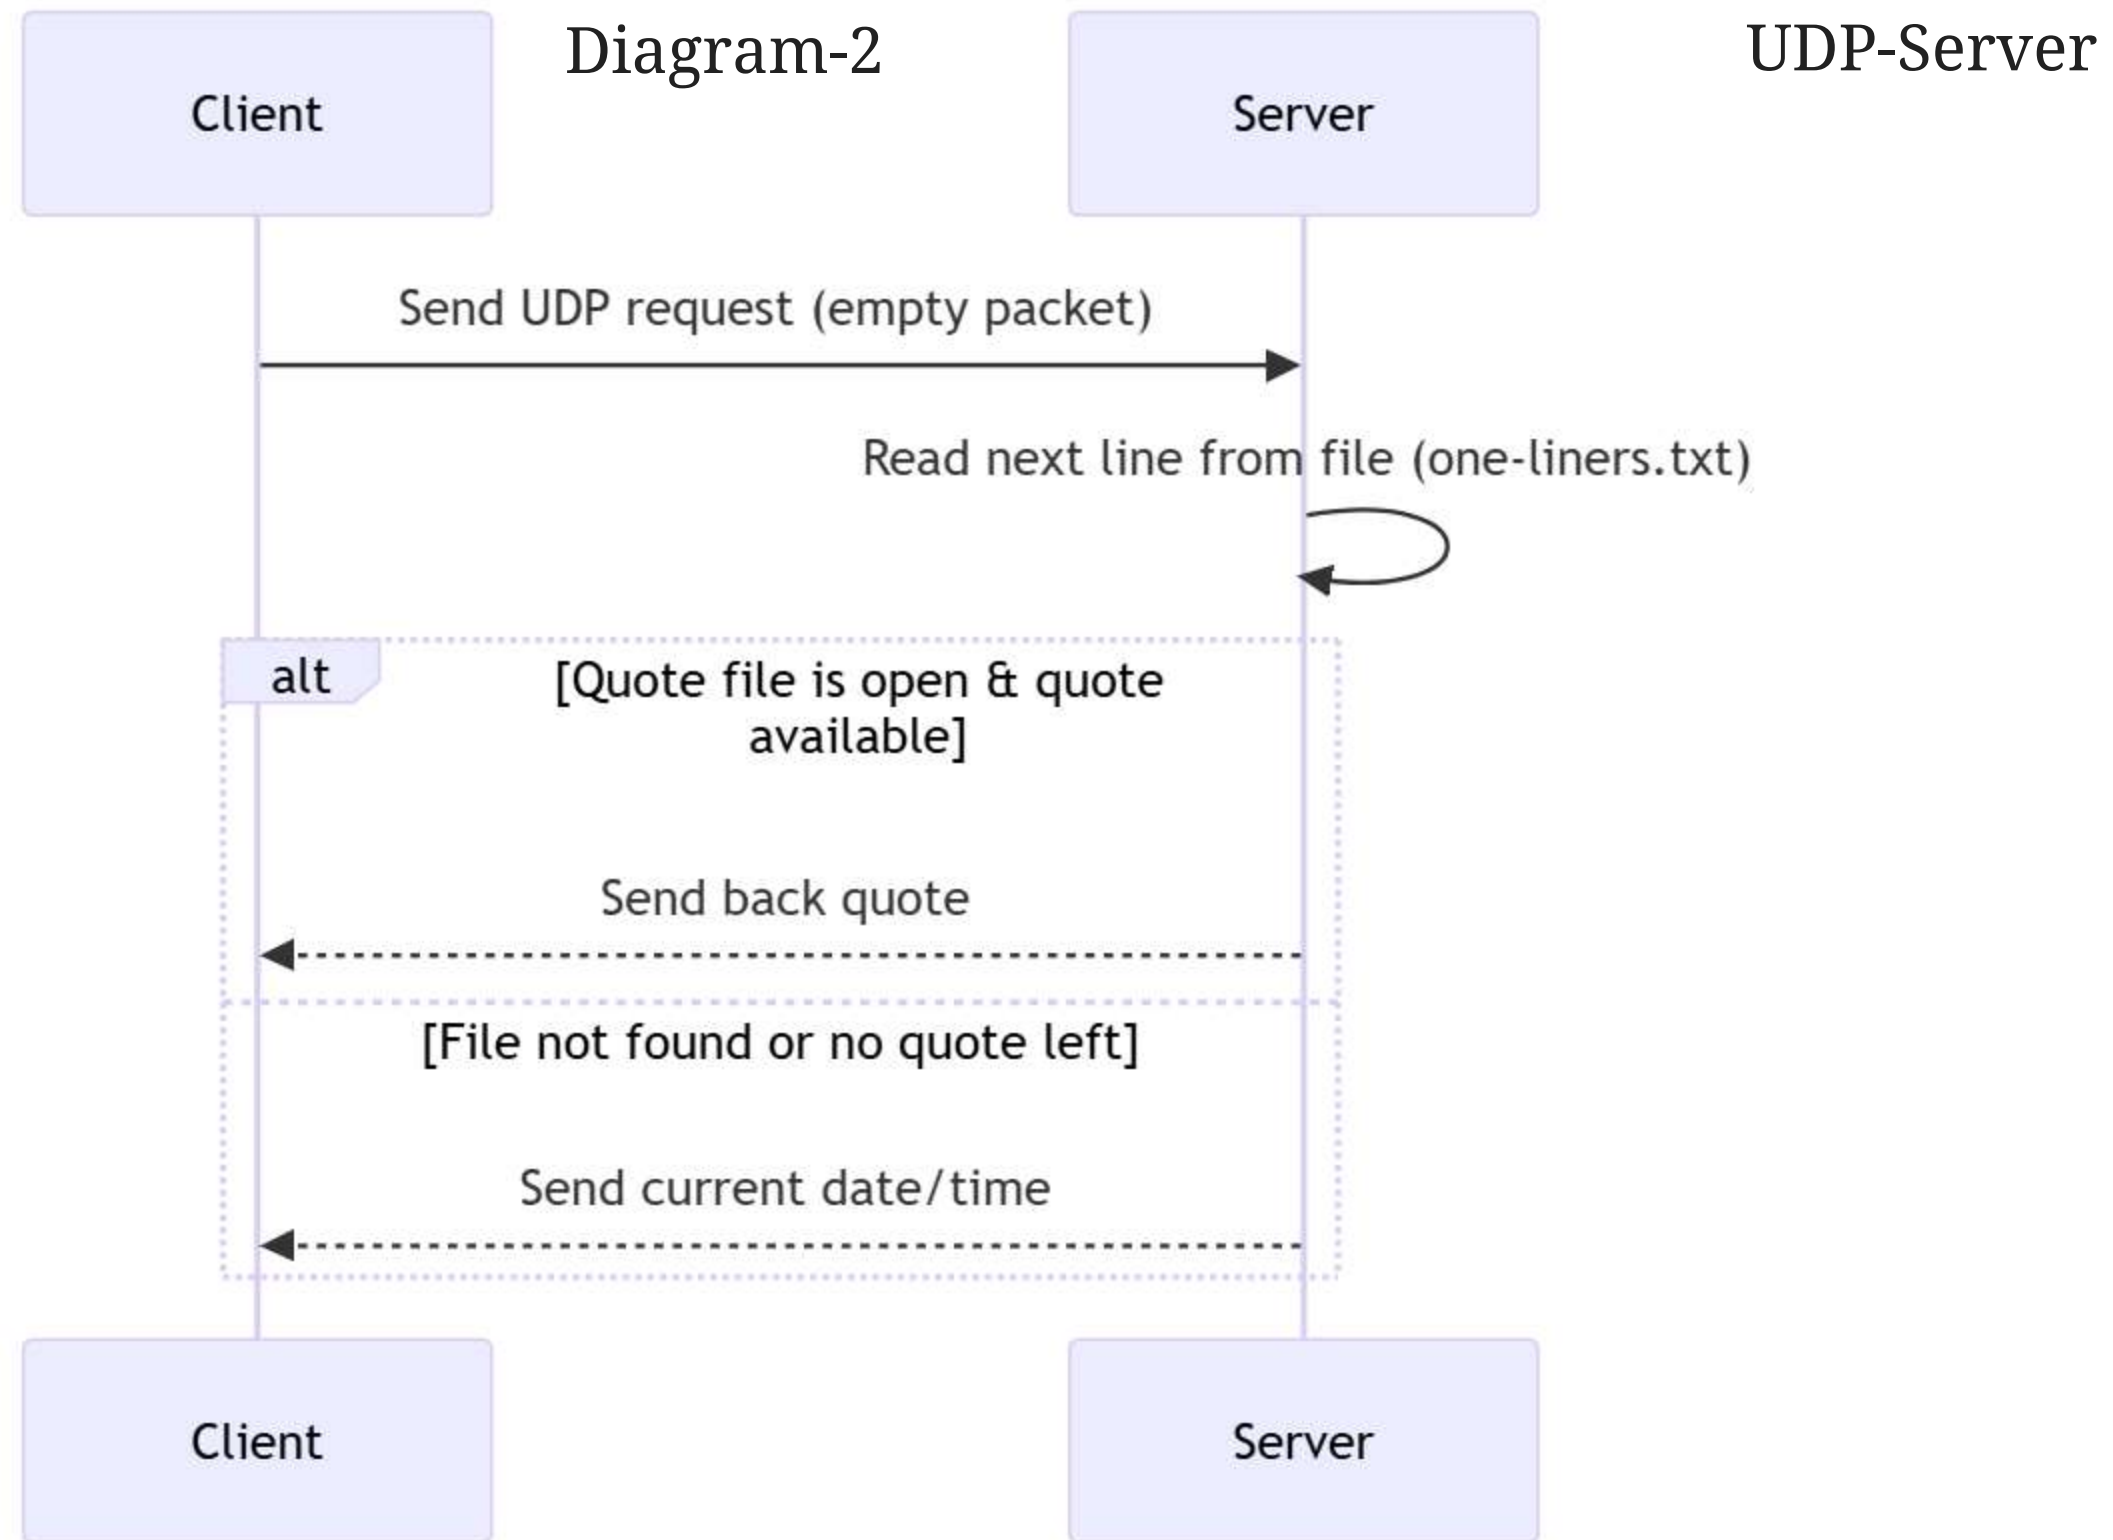 Client
Diagram-2
Server
UDP-Server
Send UDP request (empty packet)
Read next line from file (one-liners.txt)
alt
[Quote file is open & quote
available]
Send back quote
[File not found or no quote left]
Send current date/time
Client
Server